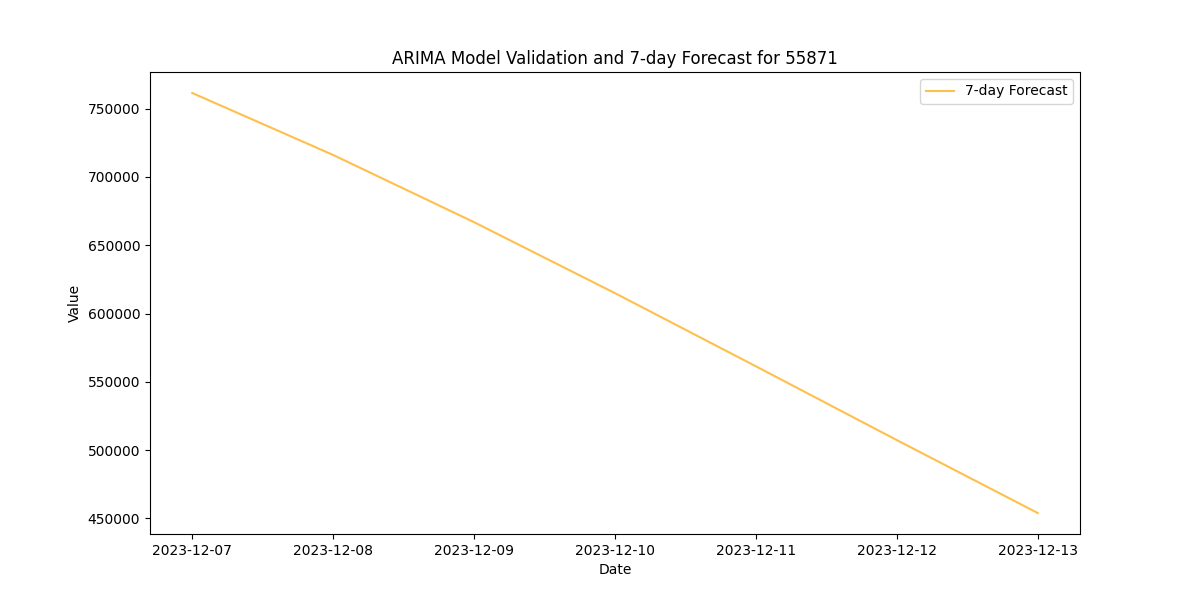 ARIMA Model Validation and 7-day Forecast for 55871
7-day Forecast
750000
700000
650000
600000
550000
500000
450000
Value
2023-12-07 2023-12-08 2023-12-09 2023-12-10 2023-12-11 2023-12-12 2023-12-13
Date